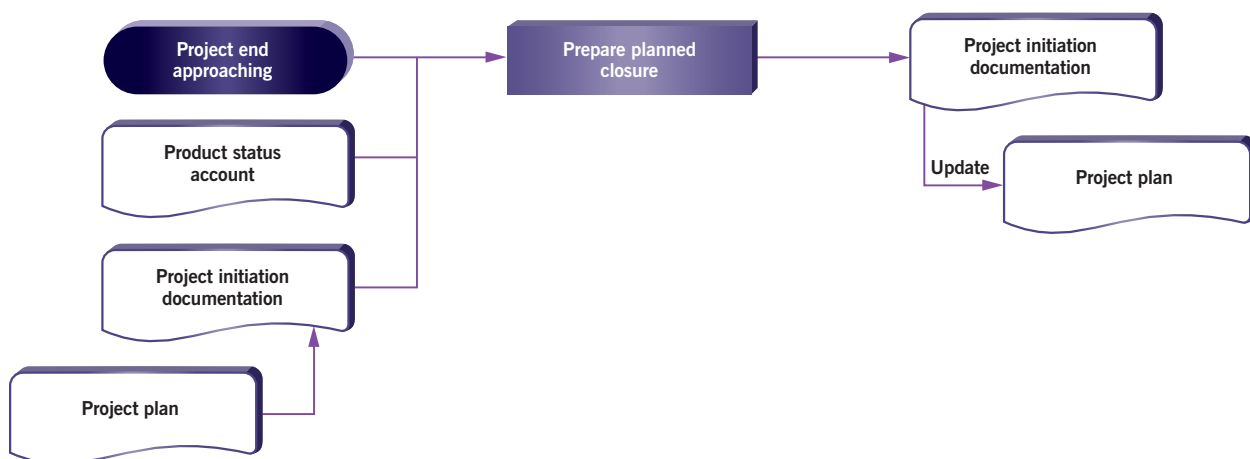 Project end
approaching
Prepare planned
closure
Project initiation
documentation
Product status
account
Update
Project plan
Project initiation
documentation
Project plan